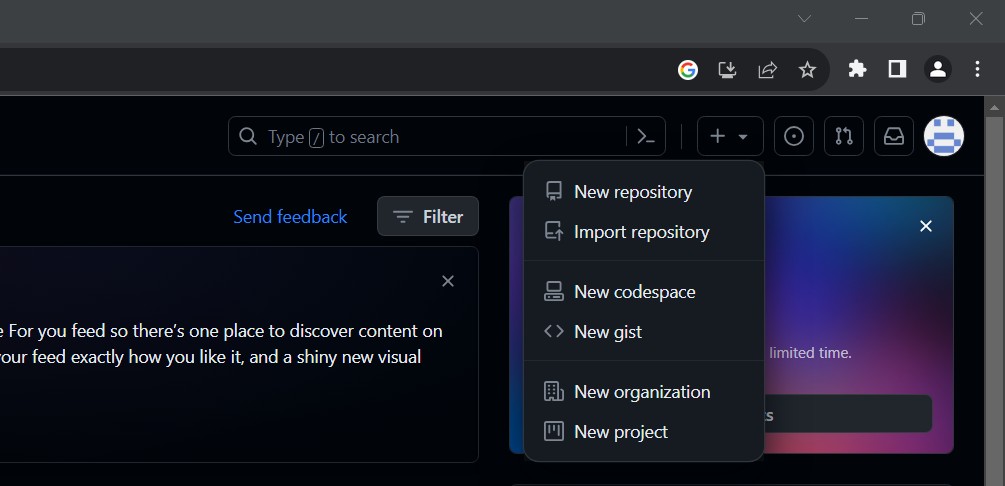 Type / to search
New repository
Import repository
New codespace
New gist
New organization
New project
Send feedback
Filter
For you feed so there's one place to discover content on
your feed exactly how you like it, and a shiny new visual
limited time.